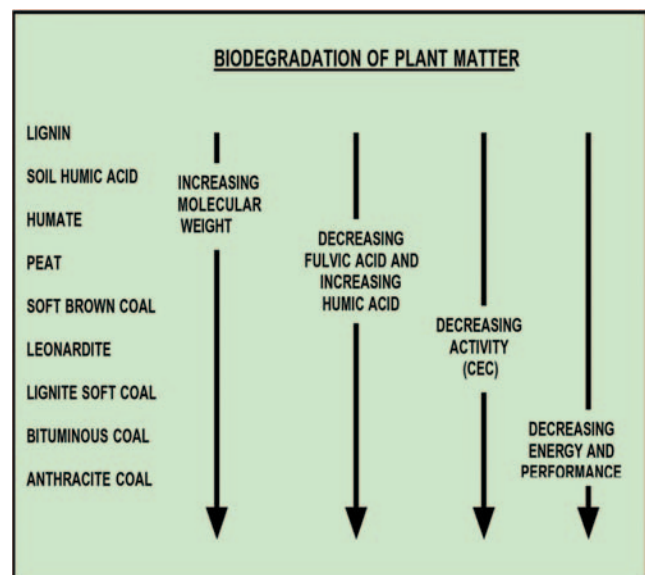 BIODEGRADATION OF PLANT MATTER
LIGNIN
SOIL HUMIC ACID
HUMATE
PEAT
SOFT BROWN COAL
LEONARDITE
LIGNITE SOFT COAL
BITUMINOUS COAL
ANTHRACITE COAL
INCREASING
MOLECULAR
WEIGHT
DECREASING
FULVIC ACID AND
INCREASING
HUMIC ACID
DECREASING
ACTIVITY
(CEC)
DECREASING
ENERGY AND
PERFORMANCE